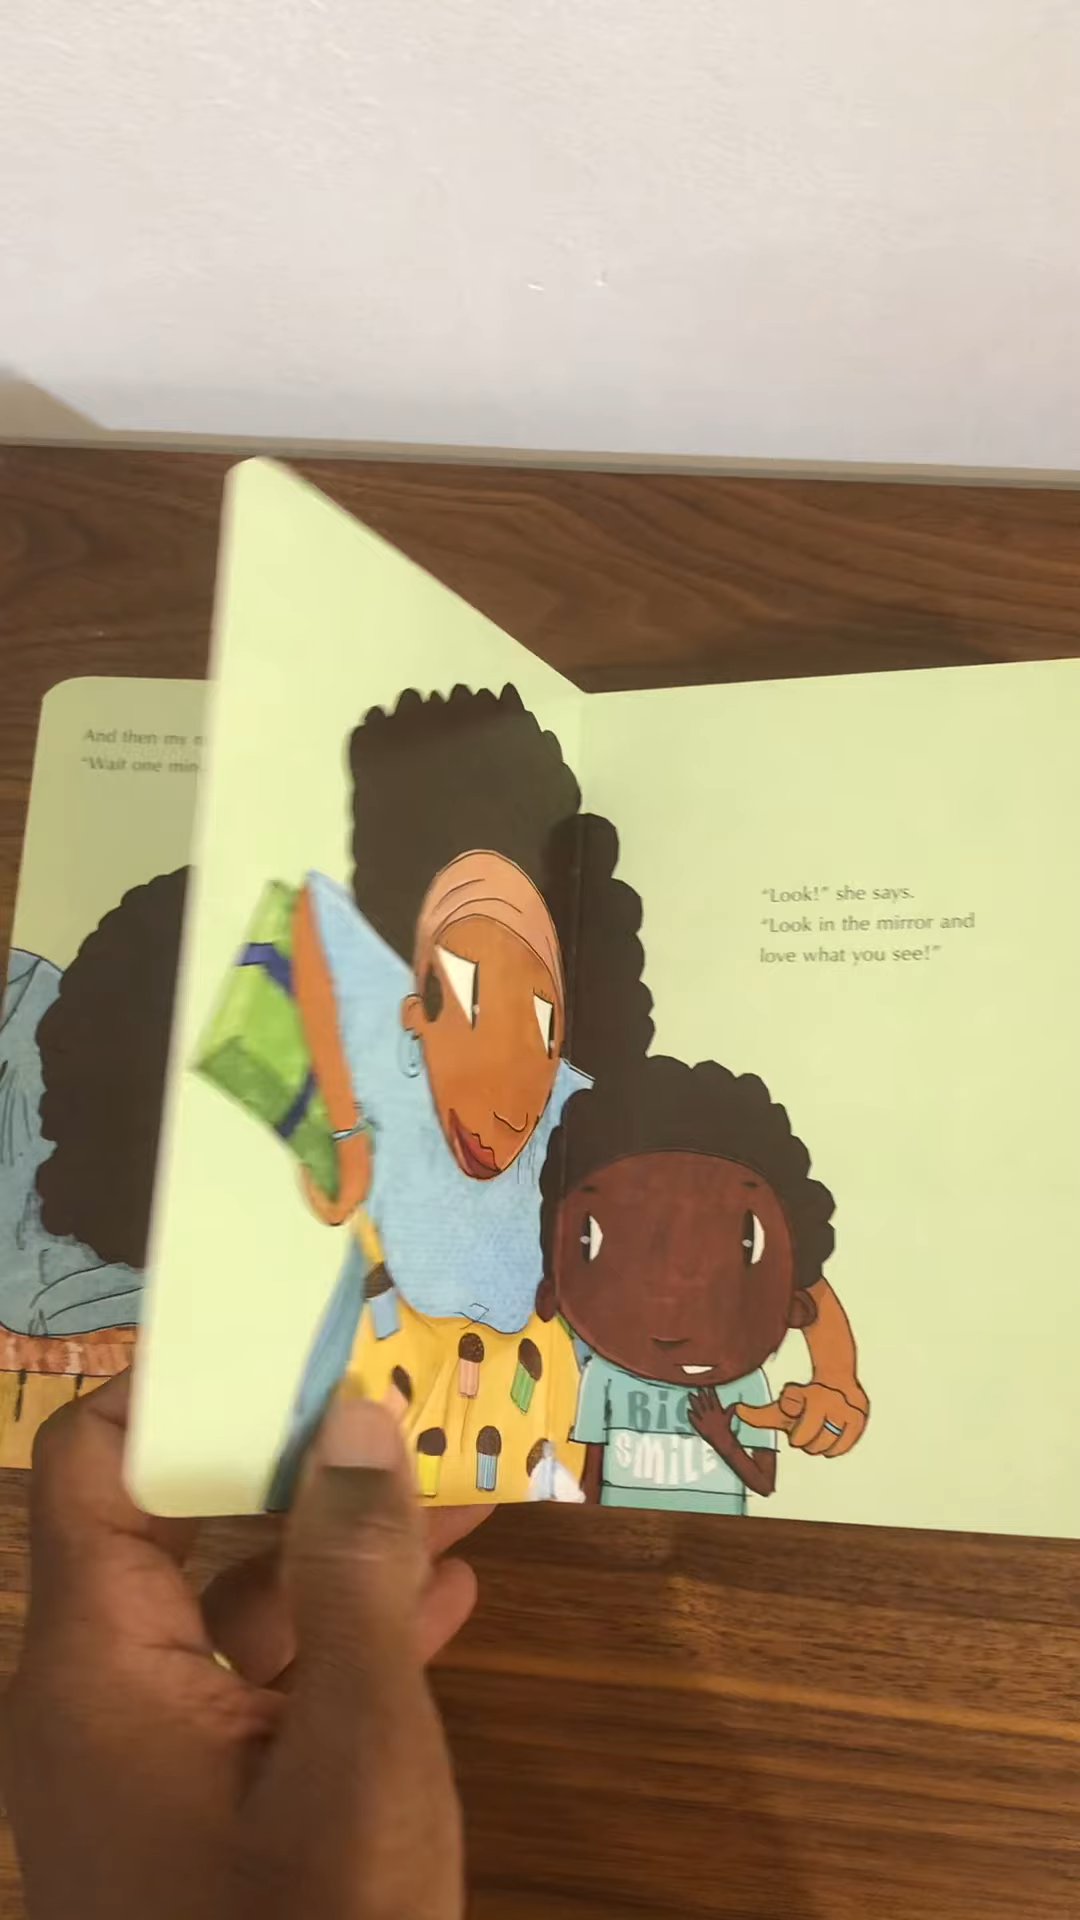 And then my
"Wait one min
"Look!" she says.
"Look in the mirror and
love what you see!"
Big
SMiLE